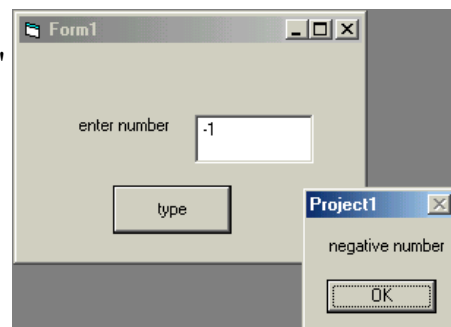 Form1
"
enter number -1
type
Project1
negative number
OK